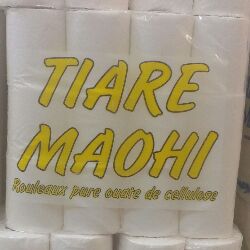 TIARE
MAOHI
Rouleaux pure ouate de cellulose